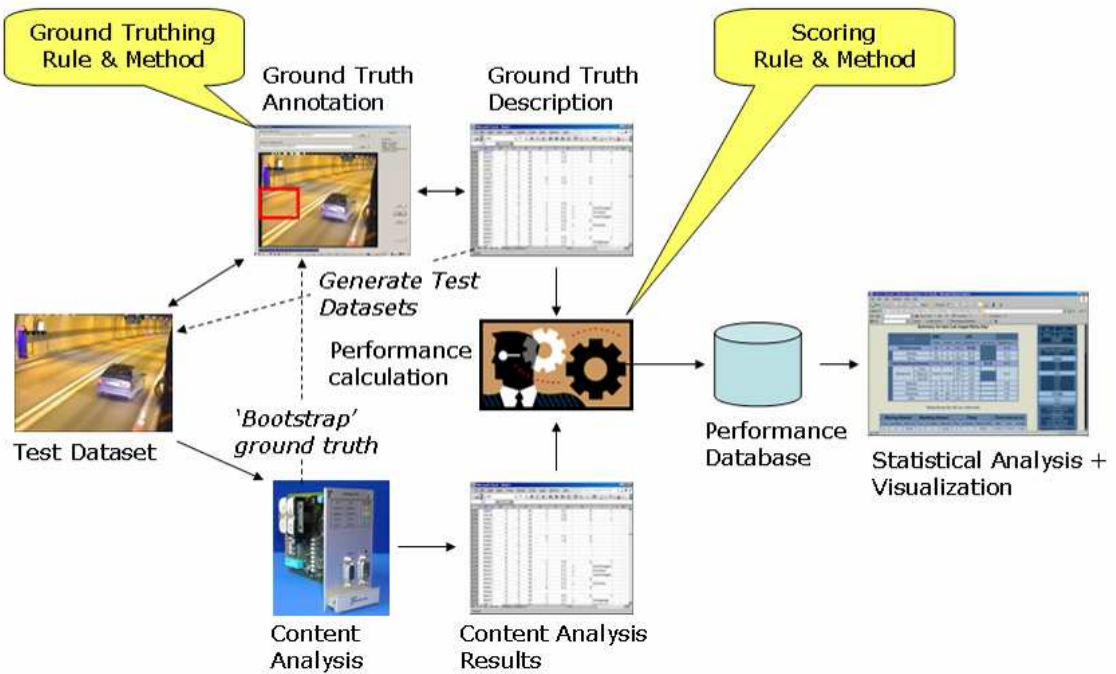 Ground Truthing
Rule & Method
Scoring
Rule & Method
Ground Truth
Annotation
Ground Truth
Description
Generate Test
Datasets
Performance
calculation
'Bootstrap'
ground truth
Test Dataset
Performance
Database
Statistical Analysis +
Visualization
Content
Analysis
Content Analysis
Results